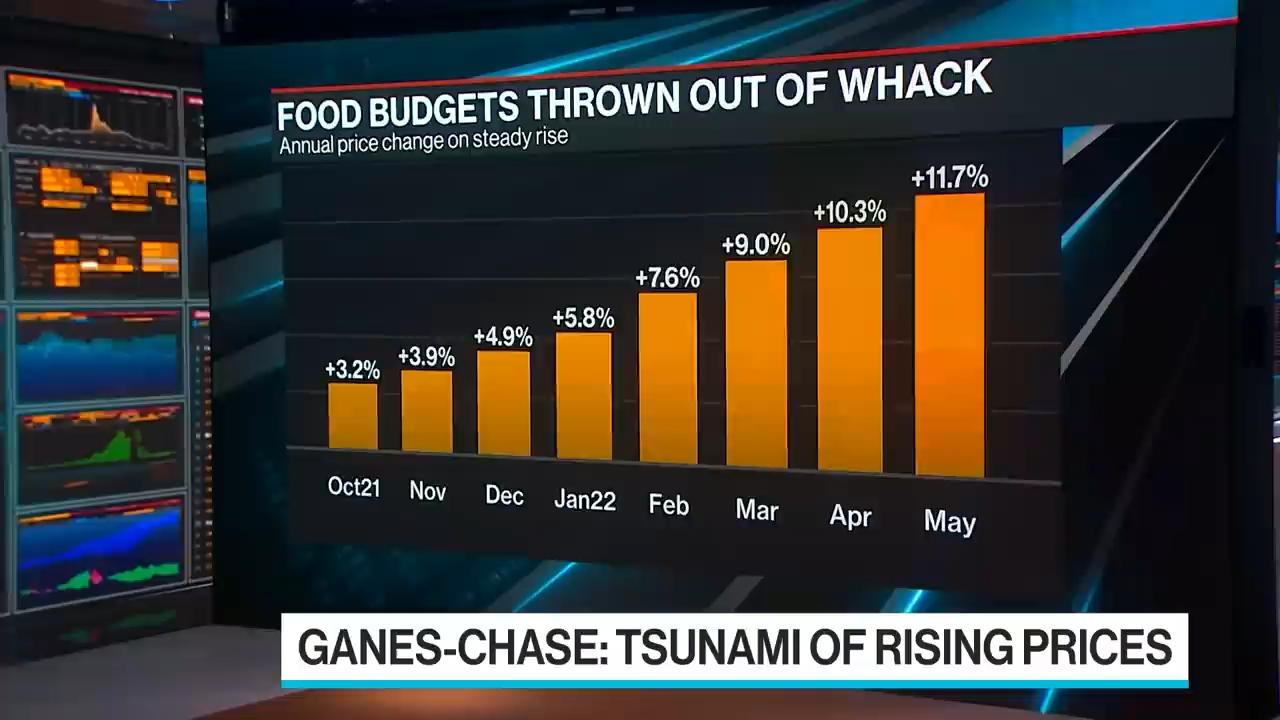 FOOD BUDGETS THROWN OUT OF WHACK
Annual price change on steady rise
+3.2%
+3.9%
+4.9%
+5.8%
+7.6%
+9.0%
+10.3%
+11.7%
Oct21
Nov
Dec
Jan22
Feb
Mar
Apr
May
GANES-CHASE: TSUNAMI OF RISING PRICES